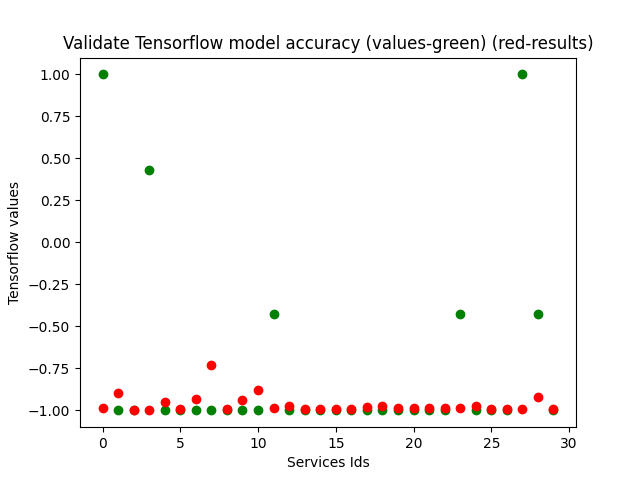 Validate Tensorflow model accuracy (values-green) (red-results)
1.00
0.75
0.50
0.25
0.00
−0.25
−0.50
−0.75
−1.00
Tensorflow values
0 5 10 15 20 25 30
Services Ids